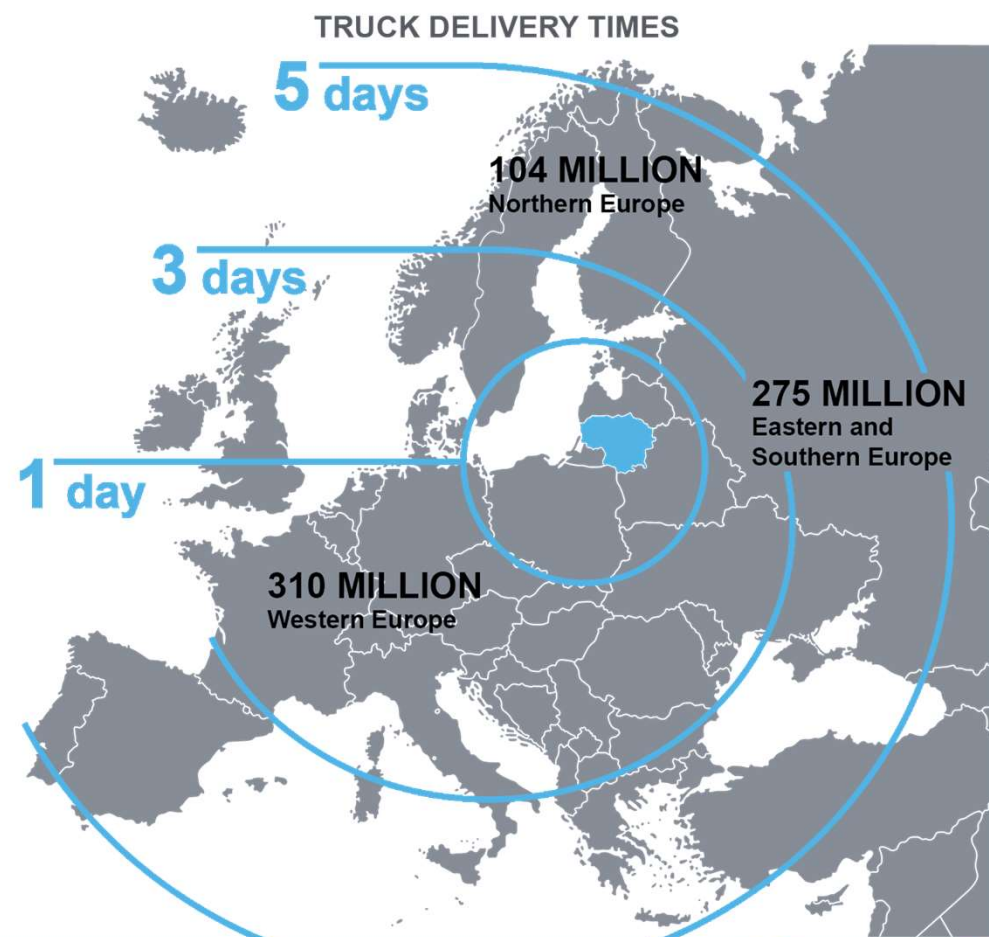 TRUCK DELIVERY TIMES
5 days
104 MILLION
Northern Europe
3 days
275 MILLION
Eastern and
Southern Europe
1 day
310 MILLION
Western Europe